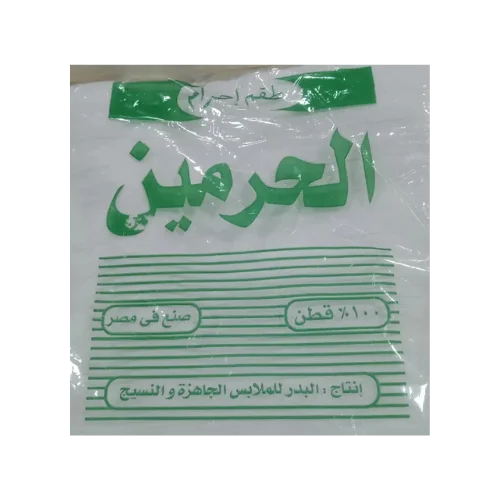 طقم إحرام
الحرمين
١٠٠٪ قطن
صنع فى مصر
إنتاج : البدر للملابس الجاهزة و النسيج